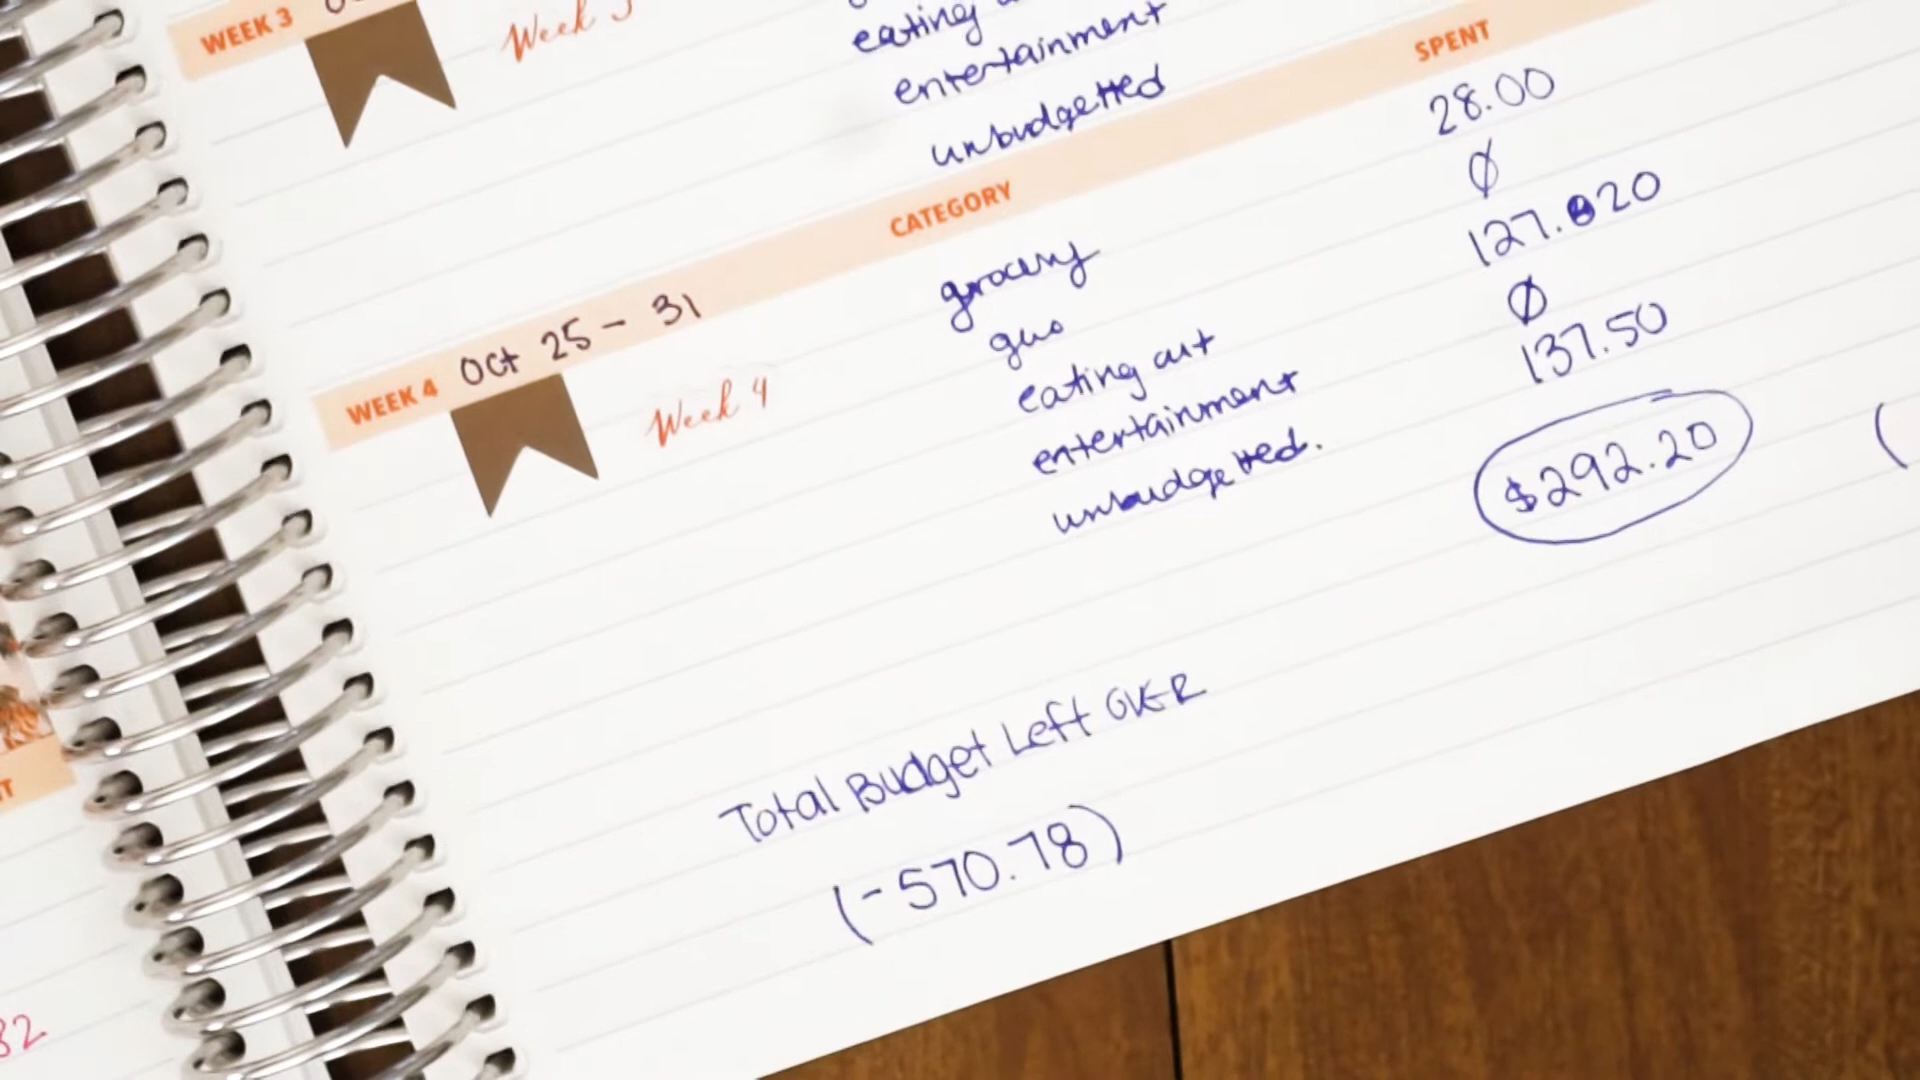 WEEK 3
Week 3
eating
entertainment
unbudgetted
WEEK 4 Oct 25 - 31 CATEGORY SPENT
Week 4
grocery 28.00
gas Ø
eating out 127.20
entertainment Ø
unbudgetted. 137.50
$292.20
(
Total Budget Left OVER
(-570.78)
32